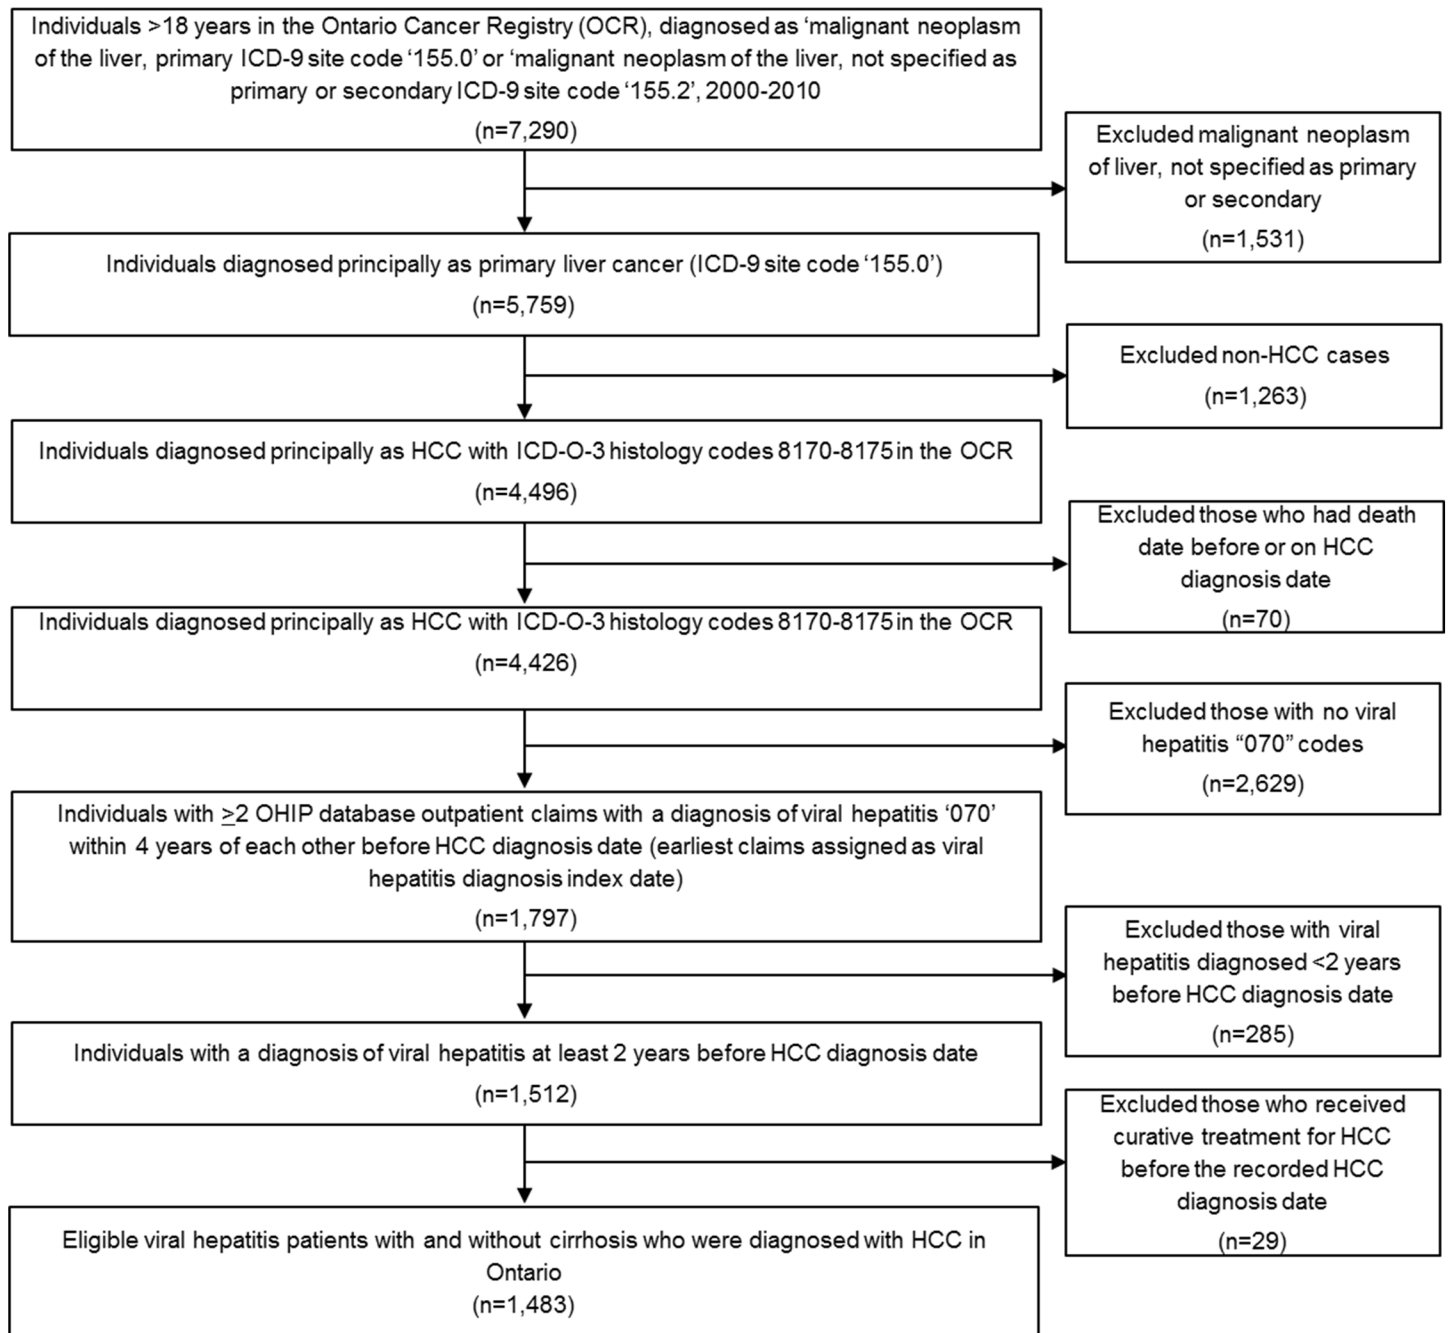 Individuals >18 years in the Ontario Cancer Registry (OCR), diagnosed as ‘malignant neoplasm
of the liver, primary ICD-9 site code ‘155.0’ or ‘malignant neoplasm of the liver, not specified as
primary or secondary ICD-9 site code ‘155.2’, 2000-2010
(n=7,290)
Excluded malignant neoplasm
of liver, not specified as primary
or secondary
(n=1,531)
Individuals diagnosed principally as primary liver cancer (ICD-9 site code ‘155.0’)
(n=5,759)
Excluded non-HCC cases
(n=1,263)
Individuals diagnosed principally as HCC with ICD-O-3 histology codes 8170-8175 in the OCR
(n=4,496)
Excluded those who had death
date before or on HCC
diagnosis date
(n=70)
Individuals diagnosed principally as HCC with ICD-O-3 histology codes 8170-8175 in the OCR
(n=4,426)
Excluded those with no viral
hepatitis “070” codes
(n=2,629)
Individuals with ≥2 OHIP database outpatient claims with a diagnosis of viral hepatitis ‘070’
within 4 years of each other before HCC diagnosis date (earliest claims assigned as viral
hepatitis diagnosis index date)
(n=1,797)
Excluded those with viral
hepatitis diagnosed <2 years
before HCC diagnosis date
(n=285)
Individuals with a diagnosis of viral hepatitis at least 2 years before HCC diagnosis date
(n=1,512)
Excluded those who received
curative treatment for HCC
before the recorded HCC
diagnosis date
(n=29)
Eligible viral hepatitis patients with and without cirrhosis who were diagnosed with HCC in
Ontario
(n=1,483)